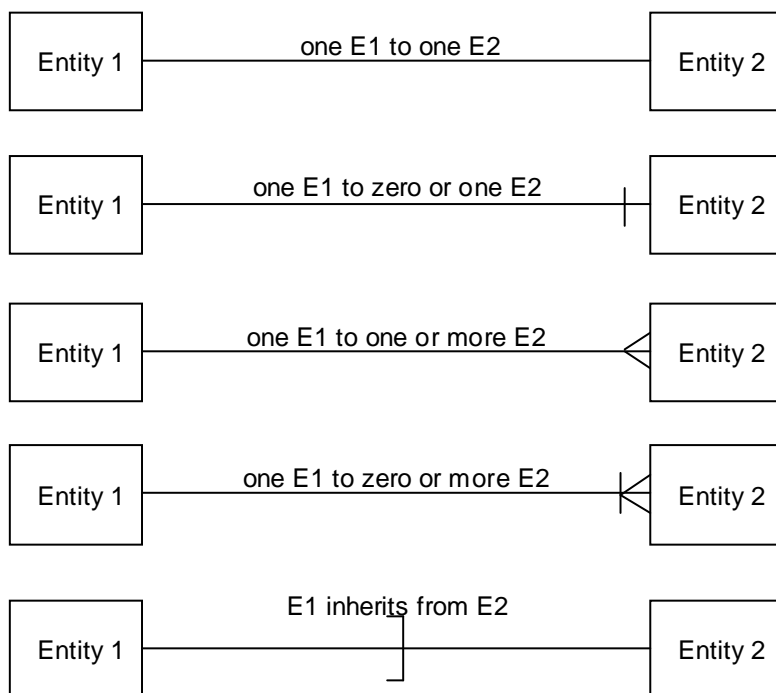 one E1 to one E2
Entity 1
Entity 2
one E1 to zero or one E2
Entity 1
Entity 2
one E1 to one or more E2
Entity 1
Entity 2
one E1 to zero or more E2
Entity 1
Entity 2
E1 inherits from E2
Entity 1
Entity 2